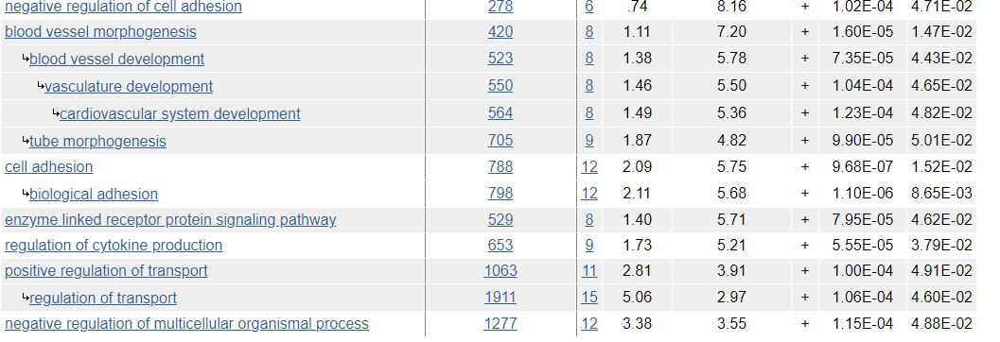 negative regulation of cell adhesion 278 6 .74 8.16 + 1.02E-04 4.71E-02
blood vessel morphogenesis 420 8 1.11 7.20 + 1.60E-05 1.47E-02
↳blood vessel development 523 8 1.38 5.78 + 7.35E-05 4.43E-02
↳vasculature development 550 8 1.46 5.50 + 1.04E-04 4.65E-02
↳cardiovascular system development 564 8 1.49 5.36 + 1.23E-04 4.82E-02
↳tube morphogenesis 705 9 1.87 4.82 + 9.90E-05 5.01E-02
cell adhesion 788 12 2.09 5.75 + 9.68E-07 1.52E-02
↳biological adhesion 798 12 2.11 5.68 + 1.10E-06 8.65E-03
enzyme linked receptor protein signaling pathway 529 8 1.40 5.71 + 7.95E-05 4.62E-02
regulation of cytokine production 653 9 1.73 5.21 + 5.55E-05 3.79E-02
positive regulation of transport 1063 11 2.81 3.91 + 1.00E-04 4.91E-02
↳regulation of transport 1911 15 5.06 2.97 + 1.06E-04 4.60E-02
negative regulation of multicellular organismal process 1277 12 3.38 3.55 + 1.15E-04 4.88E-02